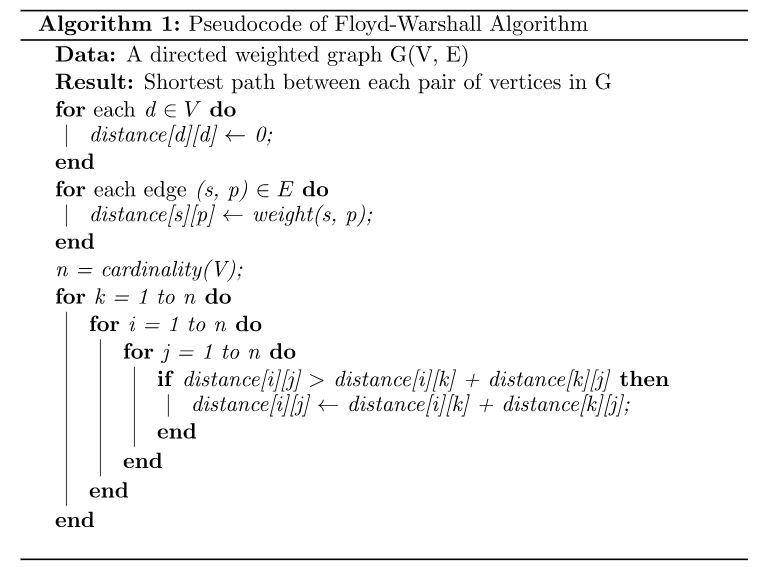 Algorithm 1: Pseudocode of Floyd-Warshall Algorithm
Data: A directed weighted graph G(V, E)
Result: Shortest path between each pair of vertices in G
for each d ∈ V do
distance[d][d] ← 0;
end
for each edge (s, p) ∈ E do
distance[s][p] ← weight(s, p);
end
n = cardinality(V);
for k = 1 to n do
for i = 1 to n do
for j = 1 to n do
if distance[i][j] > distance[i][k] + distance[k][j] then
distance[i][j] ← distance[i][k] + distance[k][j];
end
end
end
end